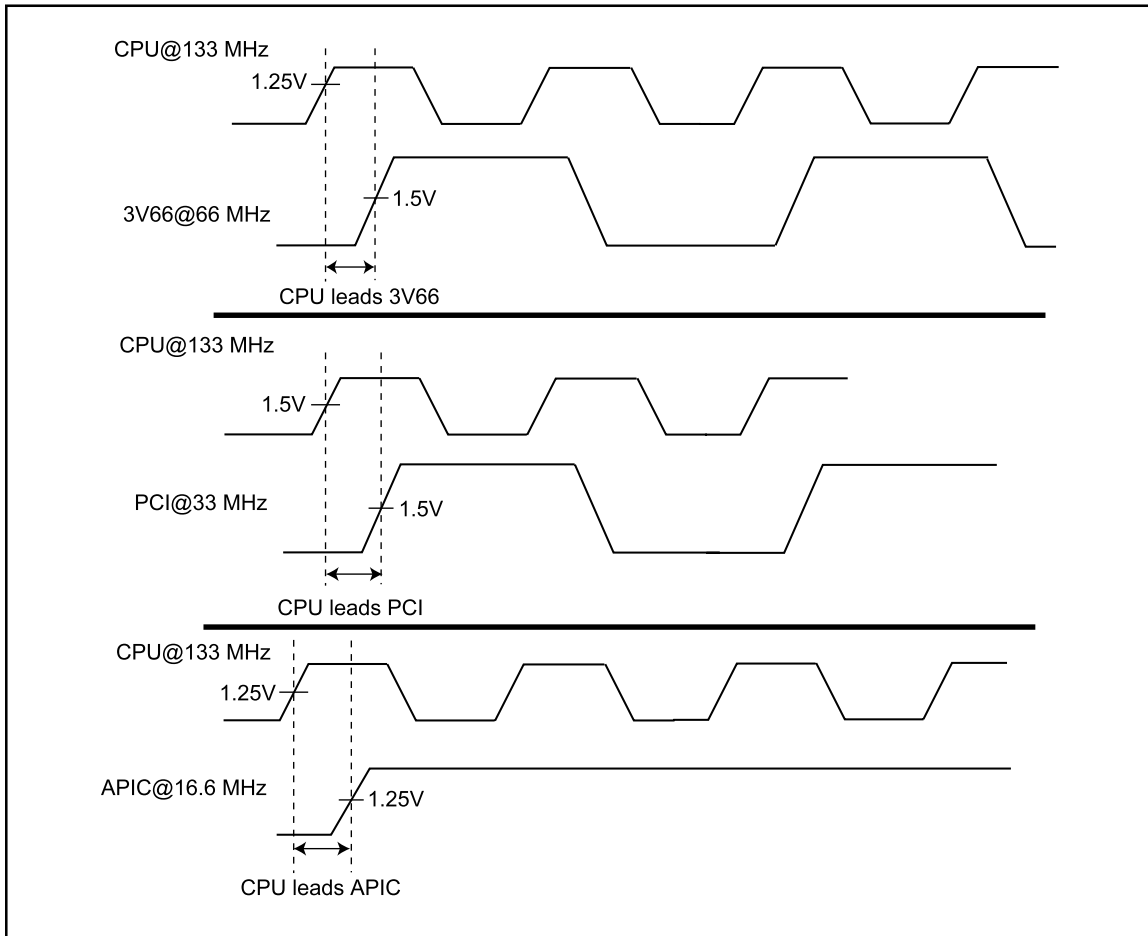 CPU@133 MHz
1.25V
3V66@66 MHz
1.5V
CPU leads 3V66
CPU@133 MHz
1.5V
PCI@33 MHz
1.5V
CPU leads PCI
CPU@133 MHz
1.25V
APIC@16.6 MHz
1.25V
CPU leads APIC